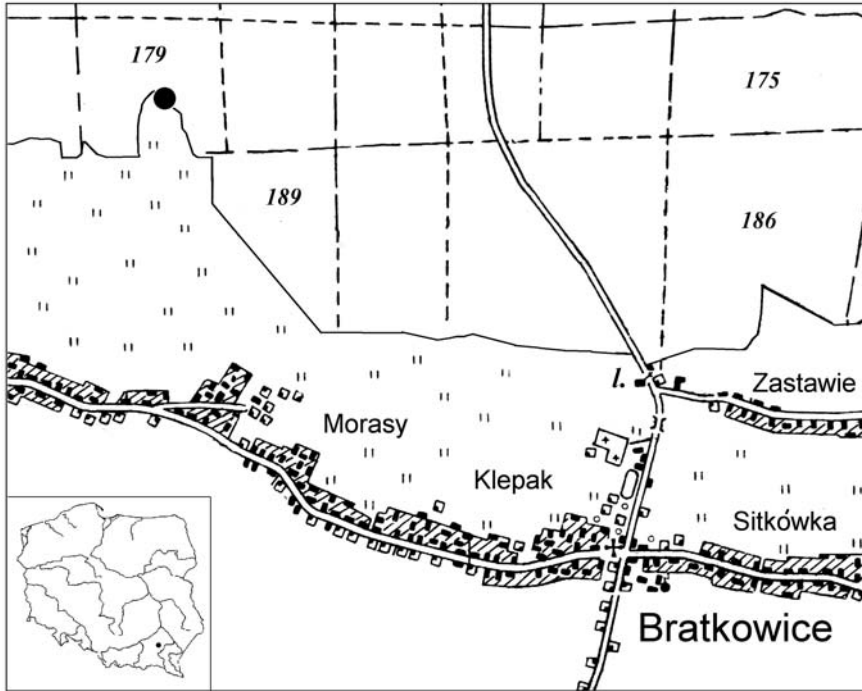 179
175
189
186
l.
Zastawie
Morasy
Klepak
Sitkówka
Bratkowice